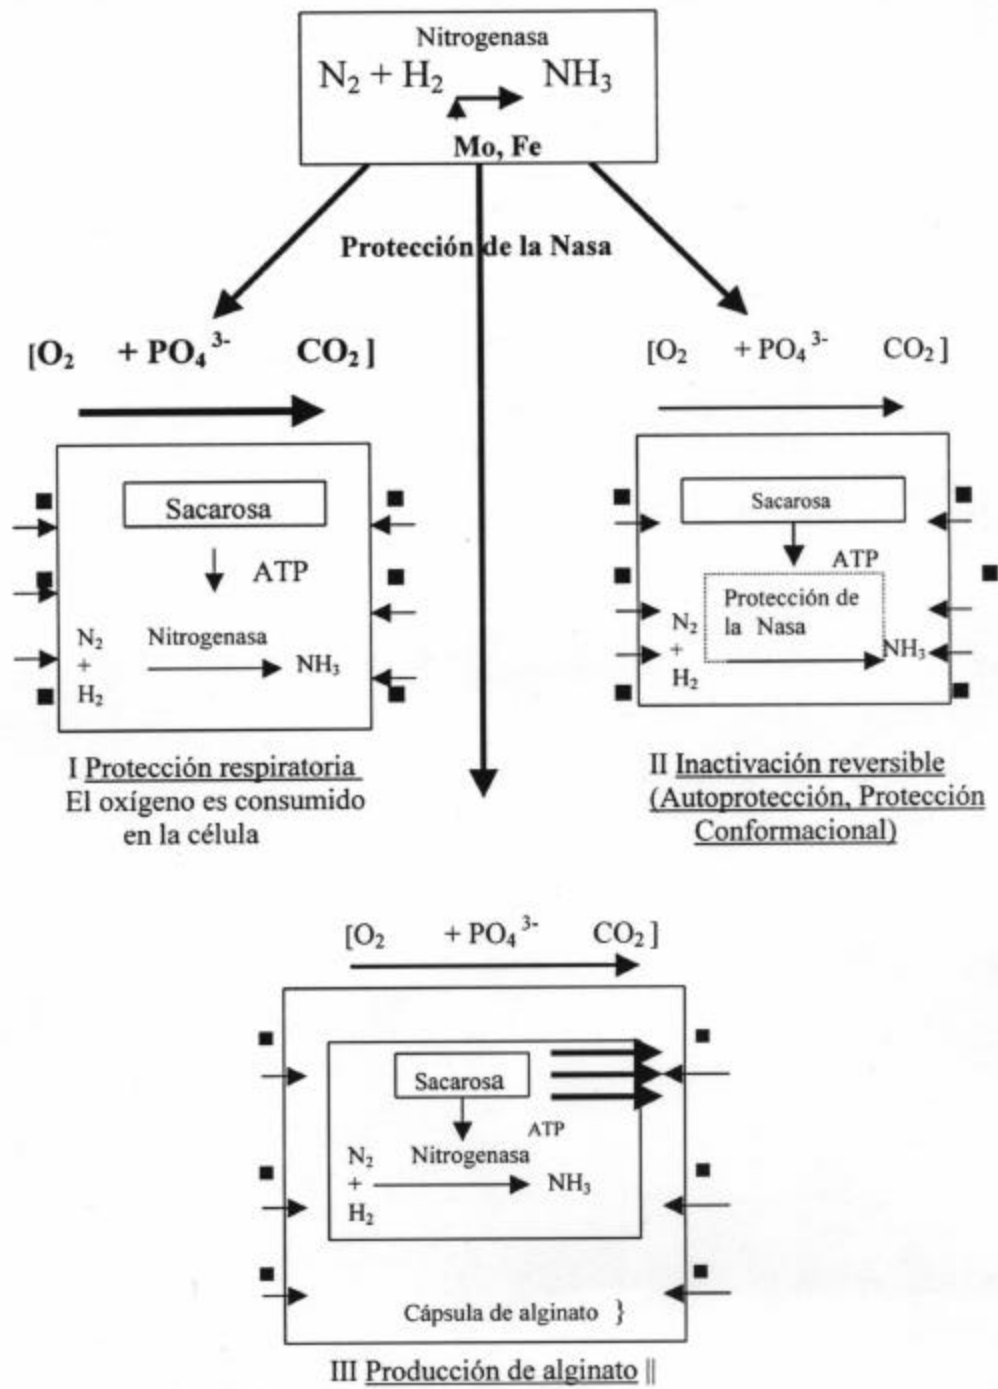 Nitrogenasa
N₂ + H₂ NH₃
Mo, Fe
Protección de la Nasa
[O₂ + PO₄ ³⁻ CO₂ ]
Sacarosa
ATP
N₂ Nitrogenasa
+ NH₃
H₂
I Protección respiratoria
El oxígeno es consumido
en la célula
[O₂ + PO₄ ³⁻ CO₂ ]
Sacarosa
ATP
Protección de
la Nasa
N₂
+ NH₃
H₂
II Inactivación reversible
(Autoprotección, Protección
Conformacional)
[O₂ + PO₄ ³⁻ CO₂ ]
Sacarosa
ATP
N₂ Nitrogenasa
+ NH₃
H₂
Cápsula de alginato }
III Producción de alginato ||